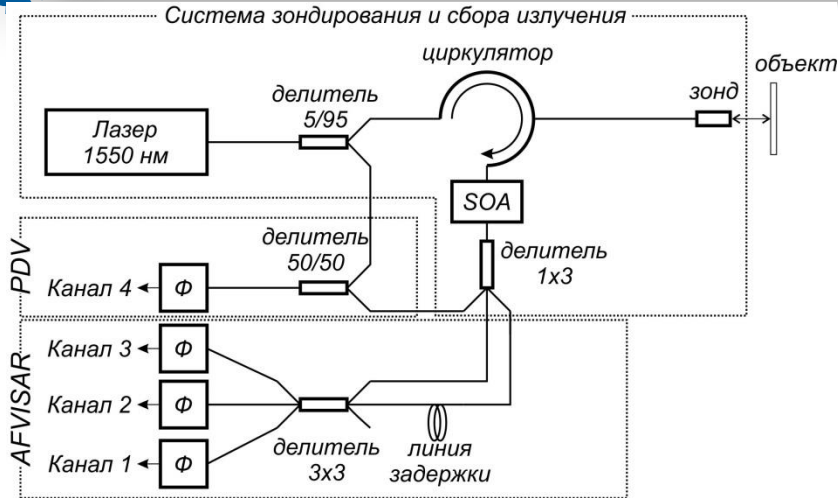 Система зондирования и сбора излучения
циркулятор
объект
делитель
5/95
зонд
Лазер
1550 нм
SOA
делитель
50/50
делитель
1x3
PDV
Канал 4
Ф
AFVISAR
Канал 3
Ф
Канал 2
Ф
делитель
3x3
линия
задержки
Канал 1
Ф